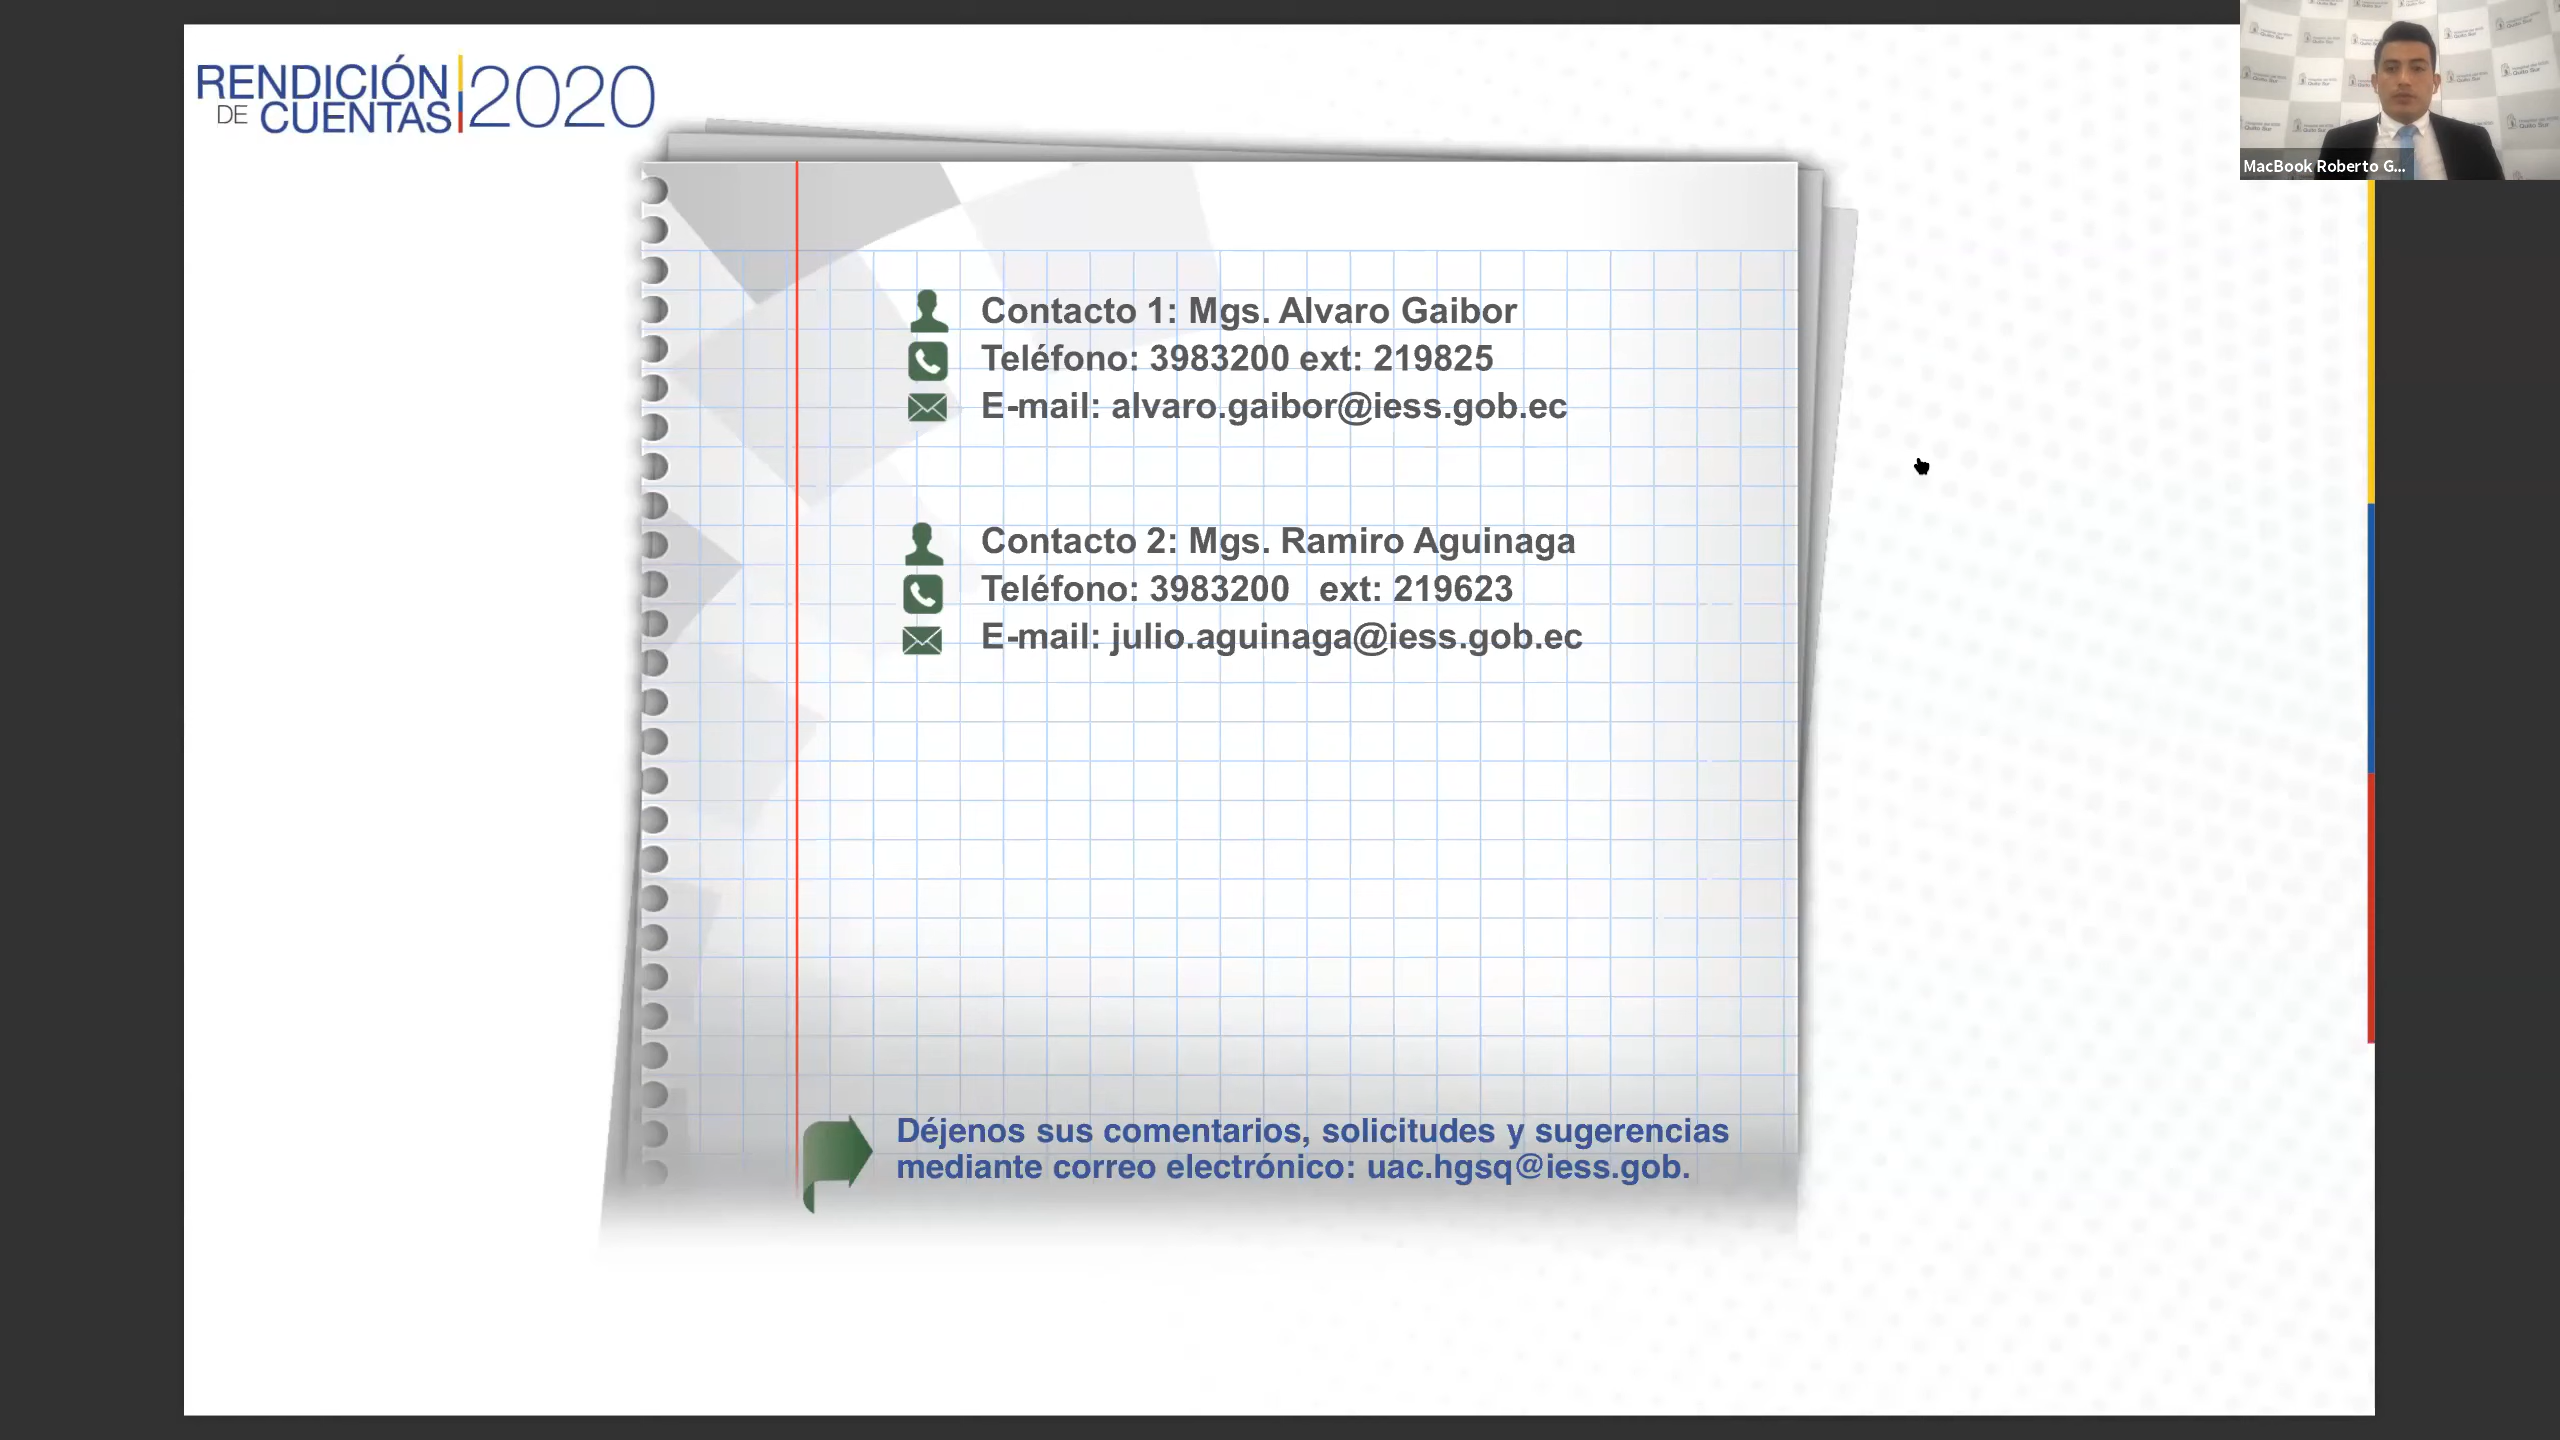 RENDICIÓN
DE CUENTAS 2020
MacBook Roberto G...
Contacto 1: Mgs. Alvaro Gaibor
Teléfono: 3983200 ext: 219825
E-mail: alvaro.gaibor@iess.gob.ec
Contacto 2: Mgs. Ramiro Aguinaga
Teléfono: 3983200 ext: 219623
E-mail: julio.aguinaga@iess.gob.ec
Déjenos sus comentarios, solicitudes y sugerencias
mediante correo electrónico: uac.hgsq@iess.gob.